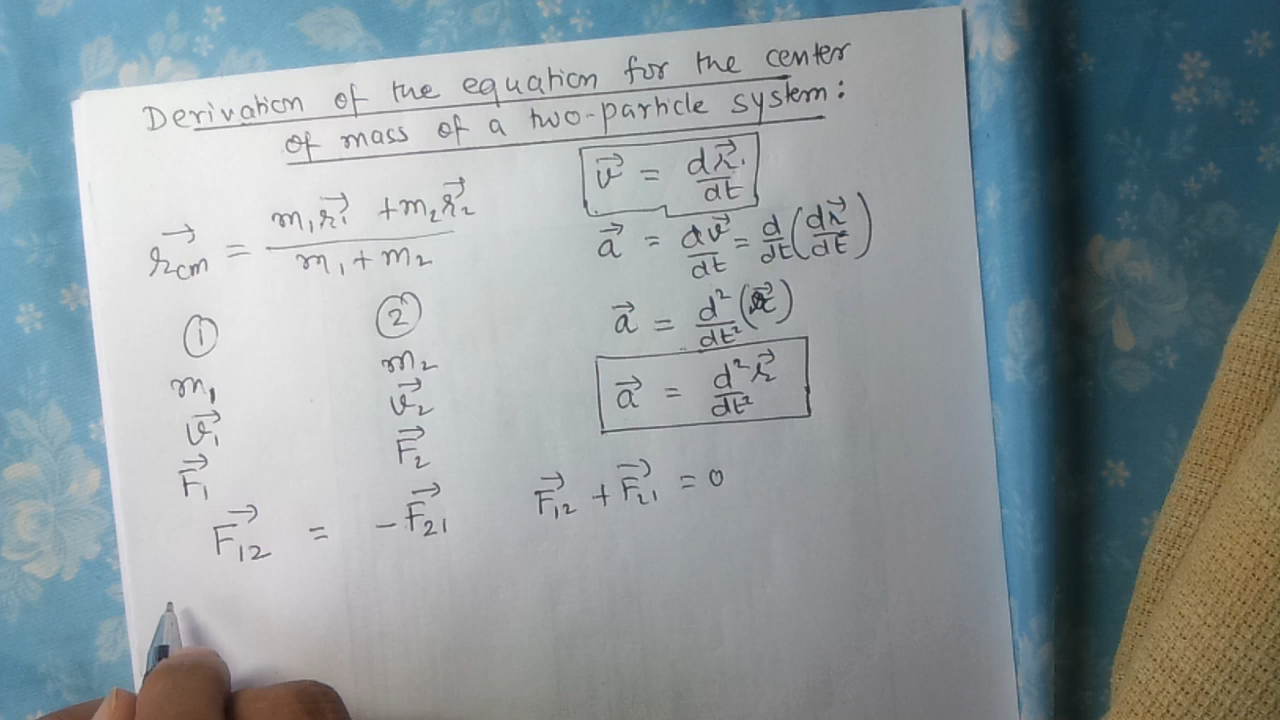 Derivation of the equation for the center
of mass of a two-particle system:
r⃗cm = (m₁r⃗₁ + m₂r⃗₂) / (m₁ + m₂)
① ②
m₁ m₂
v⃗₁ v⃗₂
F⃗₁ F⃗₂
F⃗₁₂ = −F⃗₂₁
v⃗ = dr⃗/dt
a⃗ = dv⃗/dt = d/dt(dr⃗/dt)
a⃗ = d²/dt²(r⃗)
a⃗ = d²r⃗/dt²
F⃗₁₂ + F⃗₂₁ = 0